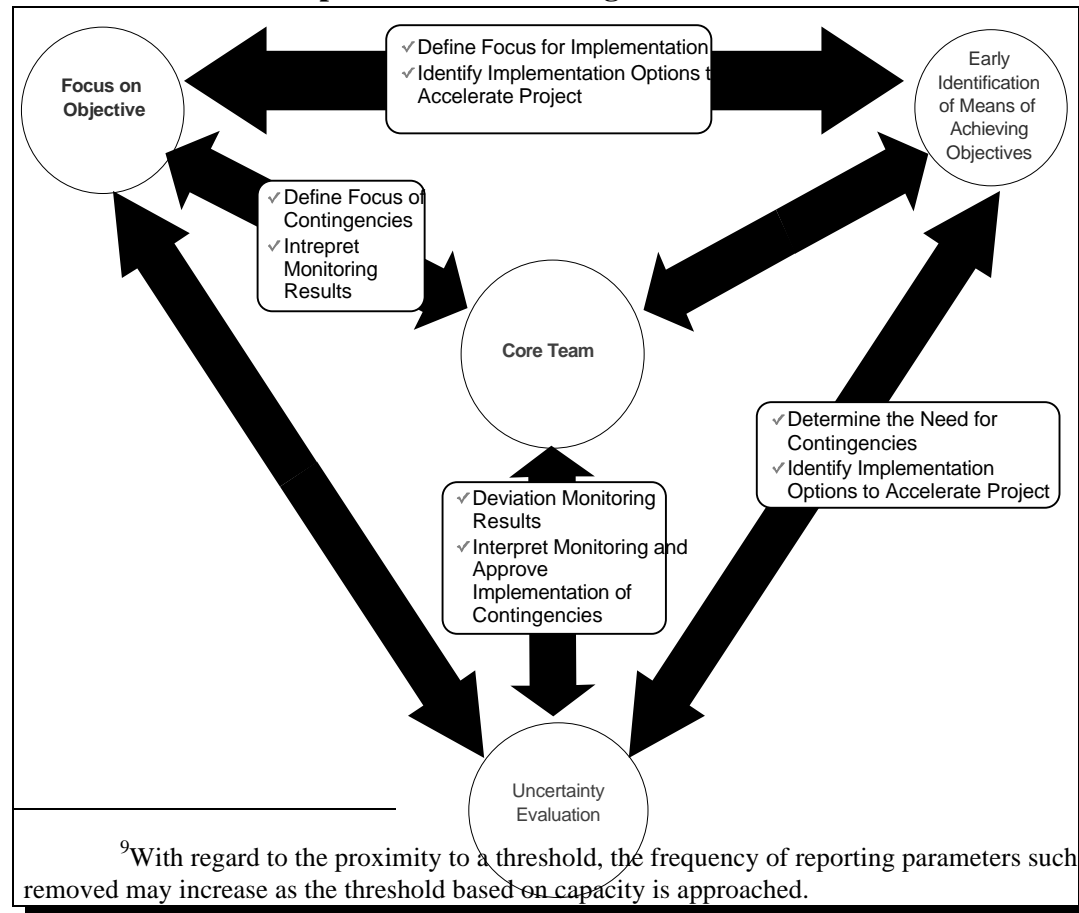 ✓Define Focus for Implementation
✓Identify Implementation Options t
Accelerate Project
Focus on
Objective
Early
Identification
of Means of
Achieving
Objectives
✓Define Focus of
Contingencies
✓Intrepret
Monitoring
Results
Core Team
✓Determine the Need for
Contingencies
✓Identify Implementation
Options to Accelerate Project
✓Deviation Monitoring
Results
✓Interpret Monitoring and
Approve
Implementation of
Contingencies
Uncertainty
Evaluation
⁹With regard to the proximity to a threshold, the frequency of reporting parameters such
removed may increase as the threshold based on capacity is approached.